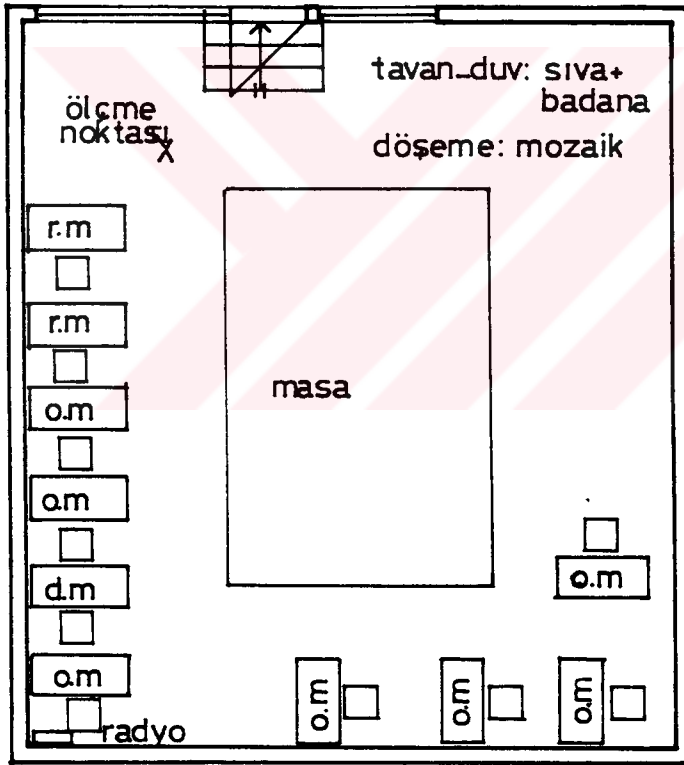 tavan_duv: sıva+
badana
döşeme: mozaik
ölçme
noktası
X
r.m
r.m
o.m
masa
o.m
d.m
o.m
o.m
radyo
o.m
o.m
o.m